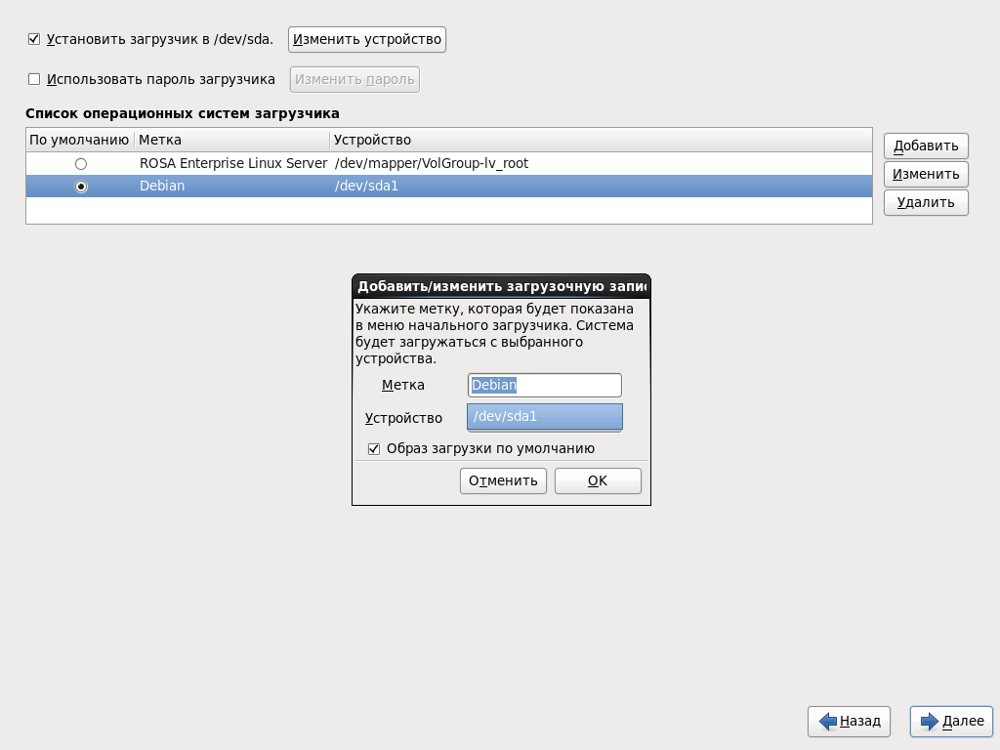 Установить загрузчик в /dev/sda. Изменить устройство
Использовать пароль загрузчика Изменить пароль
Список операционных систем загрузчика
По умолчанию Метка Устройство
ROSA Enterprise Linux Server /dev/mapper/VolGroup-lv_root
Debian /dev/sda1
Добавить
Изменить
Удалить
Добавить/изменить загрузочную
Укажите метку, которая будет показана
в меню начального загрузчика. Система
будет загружаться с выбранного
устройства.
Метка Debian
Устройство /dev/sda1
Образ загрузки по умолчанию
Отменить OK
Назад Далее